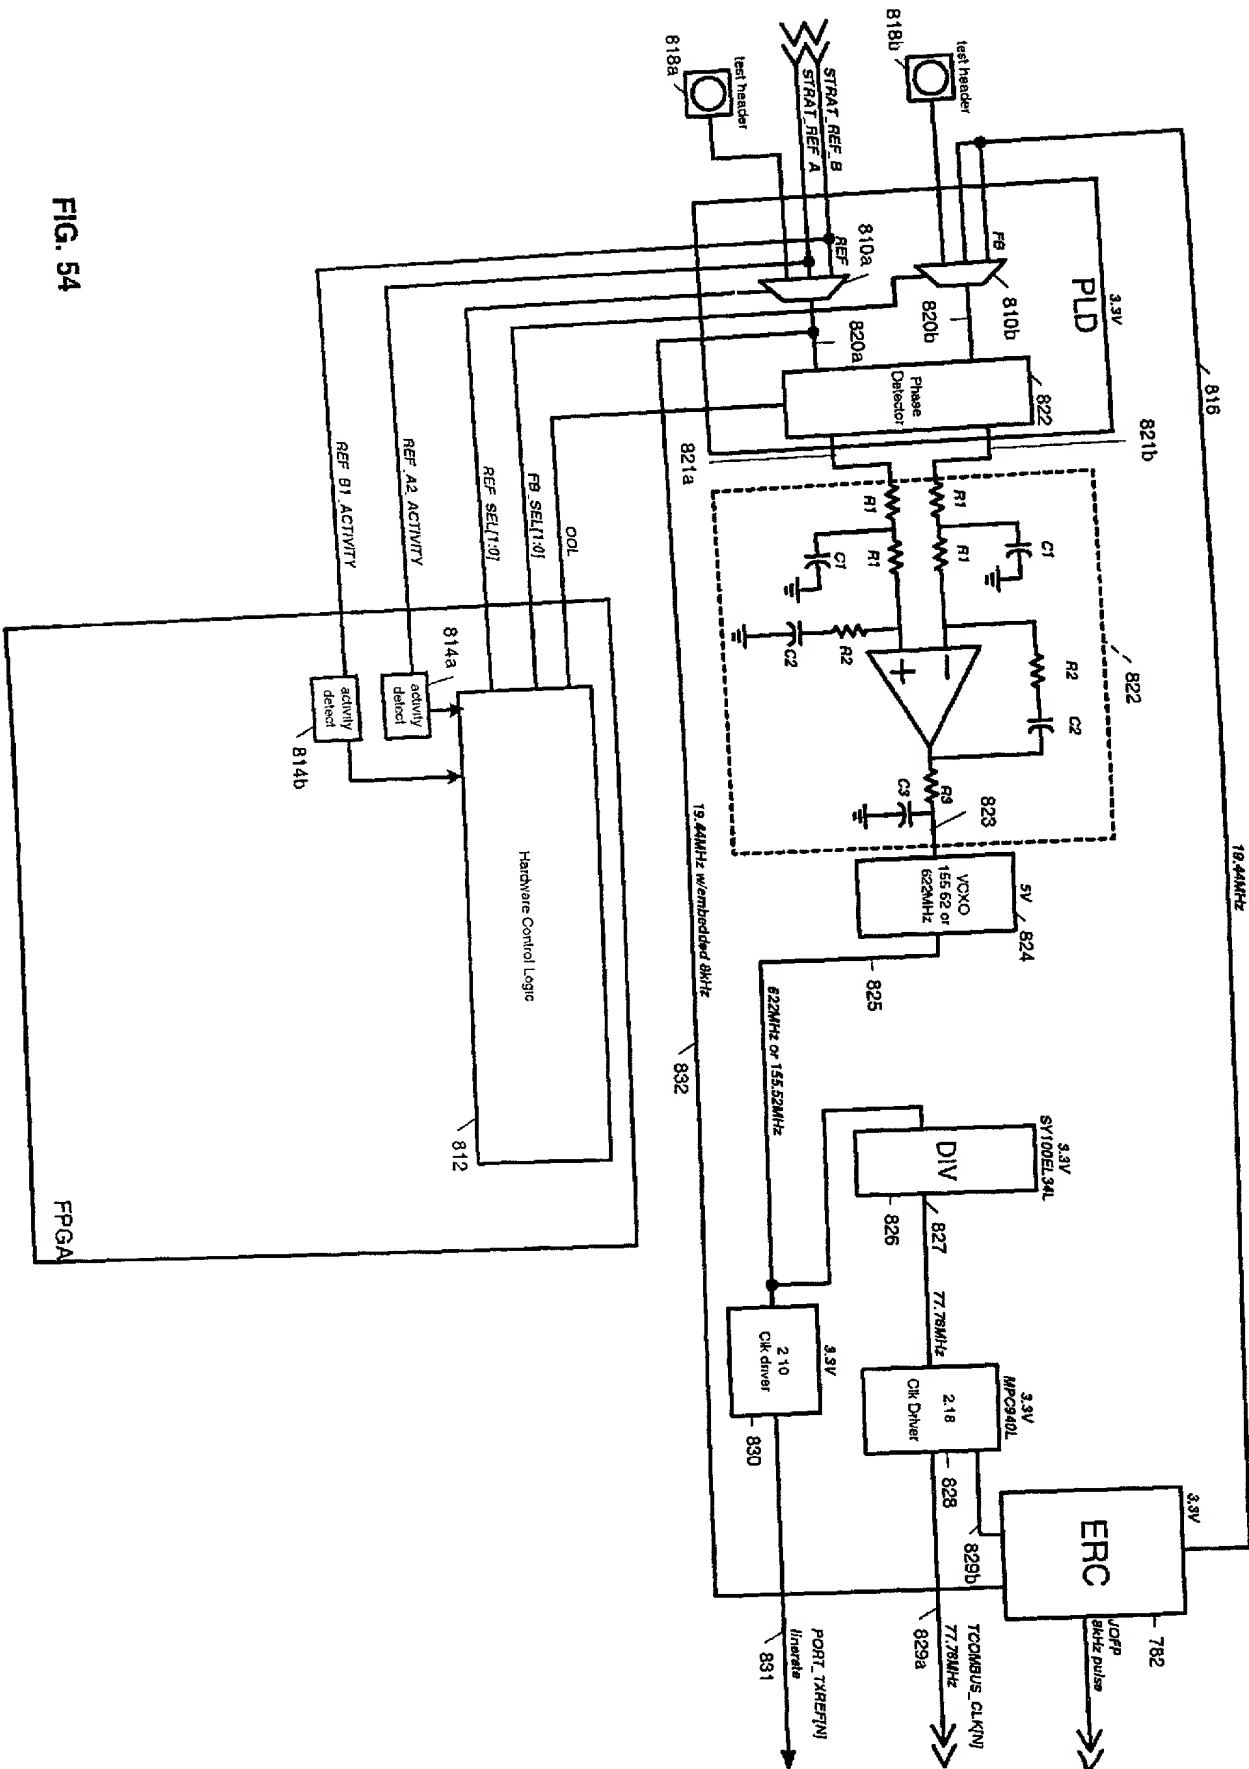 FIG. 54
818a
test header
STRAT_REF_B
STRAT_REF_A
818b
test header
REF
810a
FB
810b
PLD
3.3V
816
820a
820b
Phase
Detector
822
821a
821b
R1
R1
C1
R1
R1
C1
C2
R2
+
−
R2
C2
822
R3
C3
823
VCXO
155 52 or
622MHz
5V
824
825
622MHz or 155.52MHz
19.44MHz w/embedded 8kHz
832
19.44MHz
REF_B1_ACTIVITY
REF_A2_ACTIVITY
REF_SEL[1:0]
FB_SEL[1:0]
OOL
814a
activity
detect
activity
detect
814b
Hardware Control Logic
812
FPGA
DIV
3.3V
SY100EL34L
826
827
77.76MHz
2 10
Clk driver
3.3V
830
2.18
Clk Driver
3.3V
MPC940L
828
829b
ERC
3.3V
782
JOFP
8kHz pulse
TCOMBUS_CLK[N]
77.76MHz
829a
PORT_TXREF[N]
linerate
831